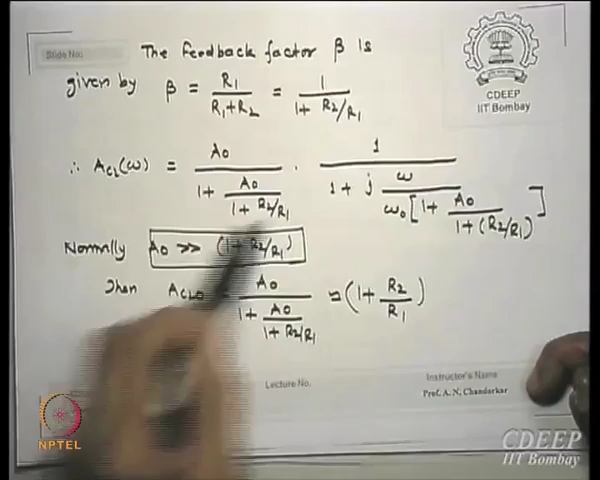 Slide No:
The feedback factor β is
given by β = R₁/(R₁+R₂) = 1/(1 + R₂/R₁)
CDEEP
IIT Bombay
∴ A_CL(ω) = A₀/(1 + A₀/(1 + R₂/R₁)) · 1/(1 + j ω/(ω₀[1 + A₀/(1 + (R₂/R₁))]))
Normally A₀ >> (1 + R₂/R₁)
Then A_CL0 = A₀/(1 + A₀/(1 + R₂/R₁)) = (1 + R₂/R₁)
Lecture No.
Instructor's Name
Prof. A. N. Chandorkar
NPTEL
CDEEP
IIT Bombay